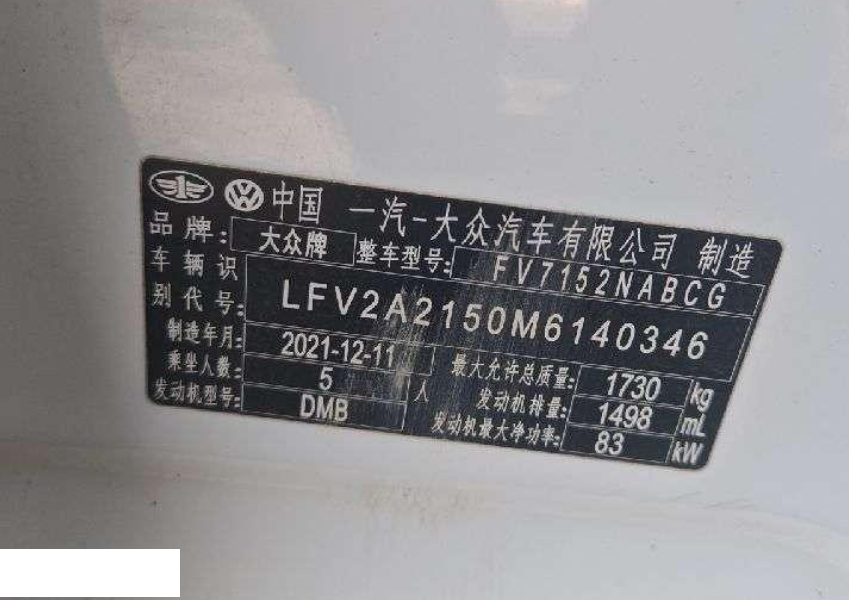 中国 一汽-大众汽车有限公司 制造
品牌: 大众牌 整车型号: FV7152NABCG
车辆识别代号: LFV2A2150M6140346
制造年月: 2021-12-11 最大允许总质量: 1730 kg
乘坐人数: 5 人 发动机排量: 1498 mL
发动机型号: DMB 发动机最大净功率: 83 kW